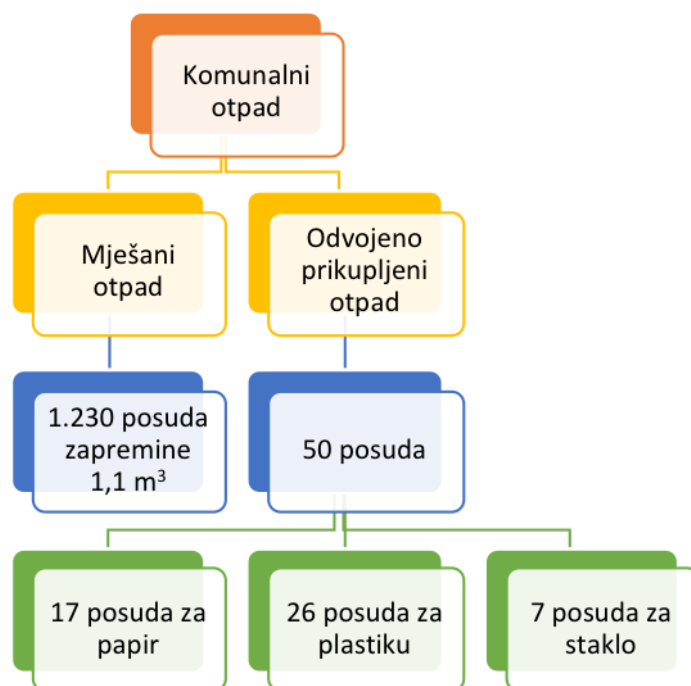 Komunalni
otpad
Mješani
otpad
Odvojeno
prikupljeni
otpad
1.230 posuda
zapremine
1,1 m³
50 posuda
17 posuda za
papir
26 posuda za
plastiku
7 posuda za
staklo